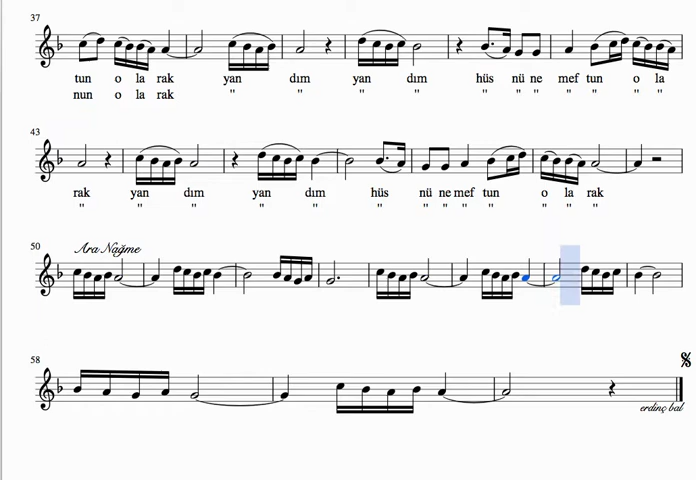 37
tun o la rak yan dım yan dım hüs nü ne mef tun o la
nun o la rak " " " " " " " " " " "
43
rak yan dım yan dım hüs nü ne mef tun o la rak
" " " " " " " " " " " " "
50
Ara Nağme
58
erdinç bal